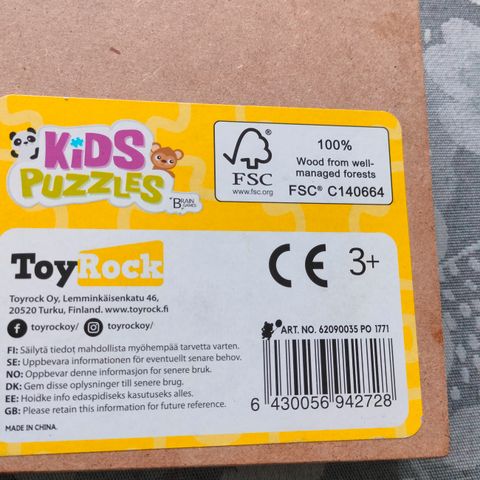 KiDS
PUZZLES
BRAIN
GAMES
FSC
www.fsc.org
100%
Wood from well-
managed forests
FSC® C140664
ToyRock
Toyrock Oy, Lemminkäisenkatu 46,
20520 Turku, Finland. www.toyrock.fi
toyrockoy/ toyrockoy/
CE 3+
ART. NO. 62090035 PO 1771
FI: Säilytä tiedot mahdollista myöhempää tarvetta varten.
SE: Uppbevara informationen för eventuellt senare behov.
NO: Oppbevar denne informasjon for senere bruk.
DK: Gem disse oplysninger til senere brug.
EE: Hoidke info edaspidiseks kasutuseks alles.
GB: Please retain this information for future reference.
MADE IN CHINA.
6 430056 942728